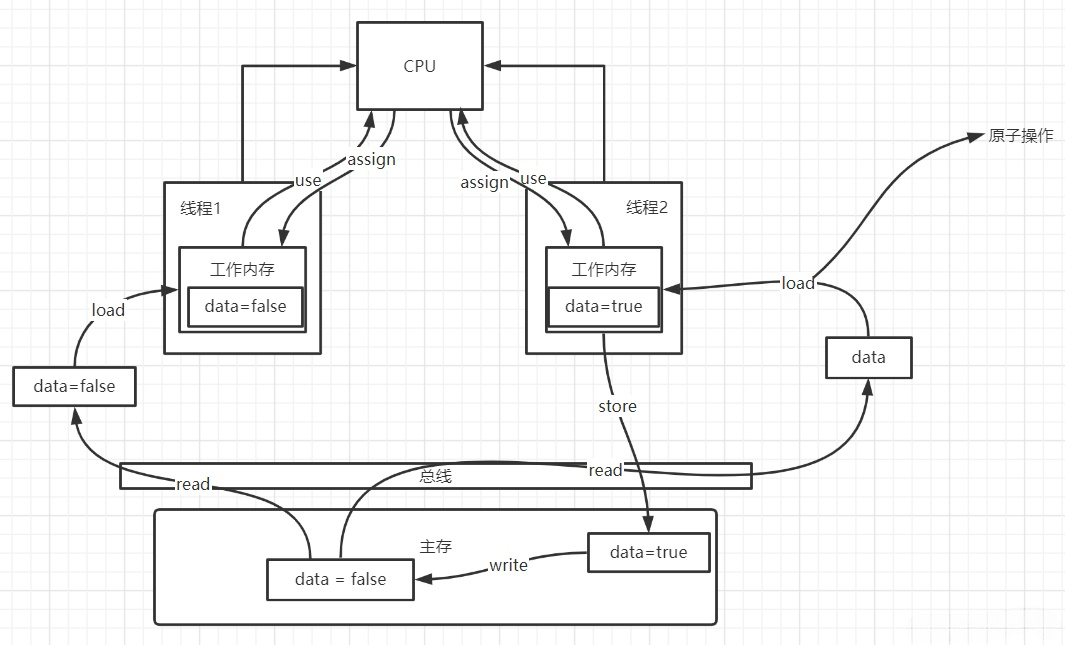 CPU
原子操作
assign
use
assign
use
线程1
线程2
工作内存
工作内存
load
data=false
data=true
load
data=false
data
store
read
总线
read
主存
data=true
write
data = false